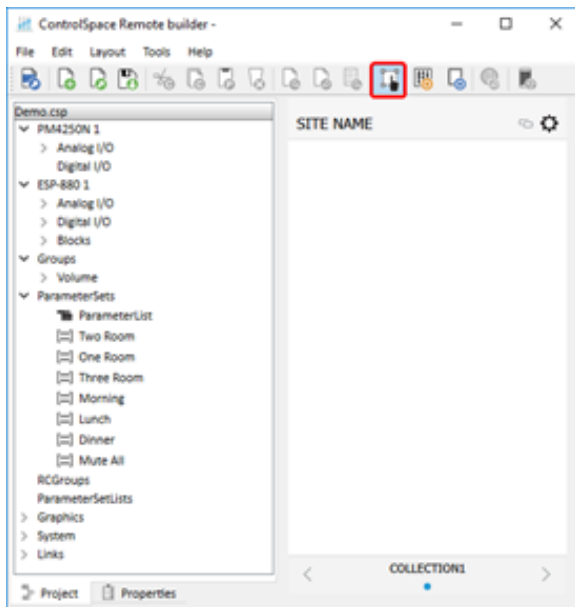 ControlSpace Remote builder -
File Edit Layout Tools Help
Demo.csp
PM4250N 1
Analog I/O
Digital I/O
ESP-880 1
Analog I/O
Digital I/O
Blocks
Groups
Volume
ParameterSets
ParameterList
Two Room
One Room
Three Room
Morning
Lunch
Dinner
Mute All
RCGroups
ParameterSetLists
Graphics
System
Links
Project Properties
SITE NAME
COLLECTION1